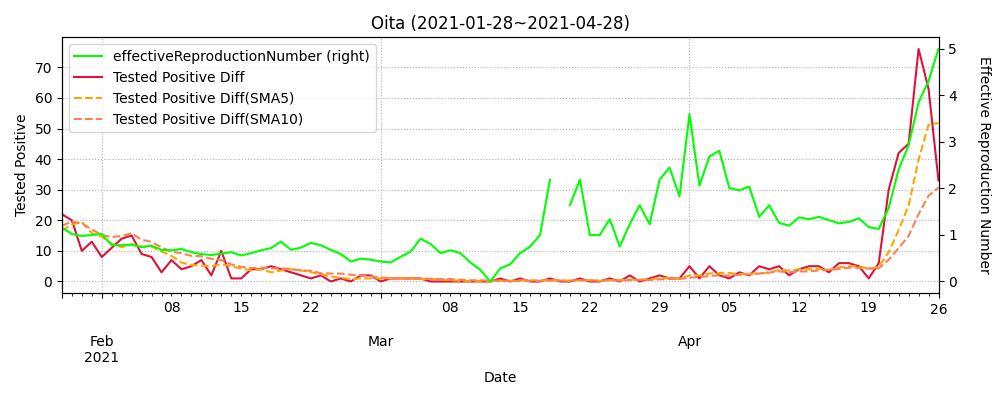 Oita (2021-01-28~2021-04-28)
effectiveReproductionNumber (right)
Tested Positive Diff
Tested Positive Diff(SMA5)
Tested Positive Diff(SMA10)
Tested Positive
70
60
50
40
30
20
10
0
5
4
3
2
1
0
Effective Reproduction Number
08 15 22 08 15 22 29 05 12 19 26
Feb Mar Apr
2021
Date